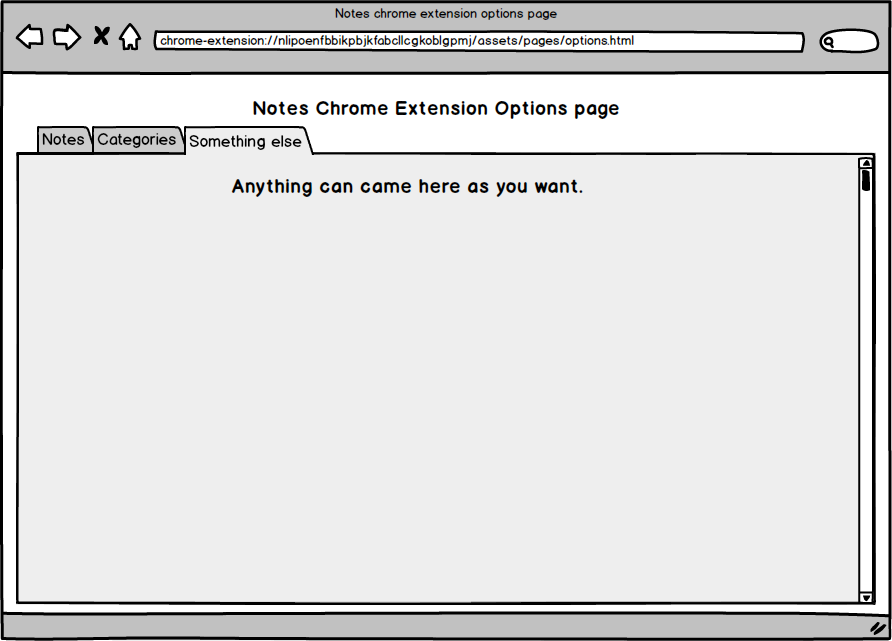 Notes chrome extension options page
chrome-extension://nlipoenfbbikpbjkfabcllcgkoblgpmj/assets/pages/options.html
Notes Chrome Extension Options page
Notes Categories Something else
Anything can came here as you want.